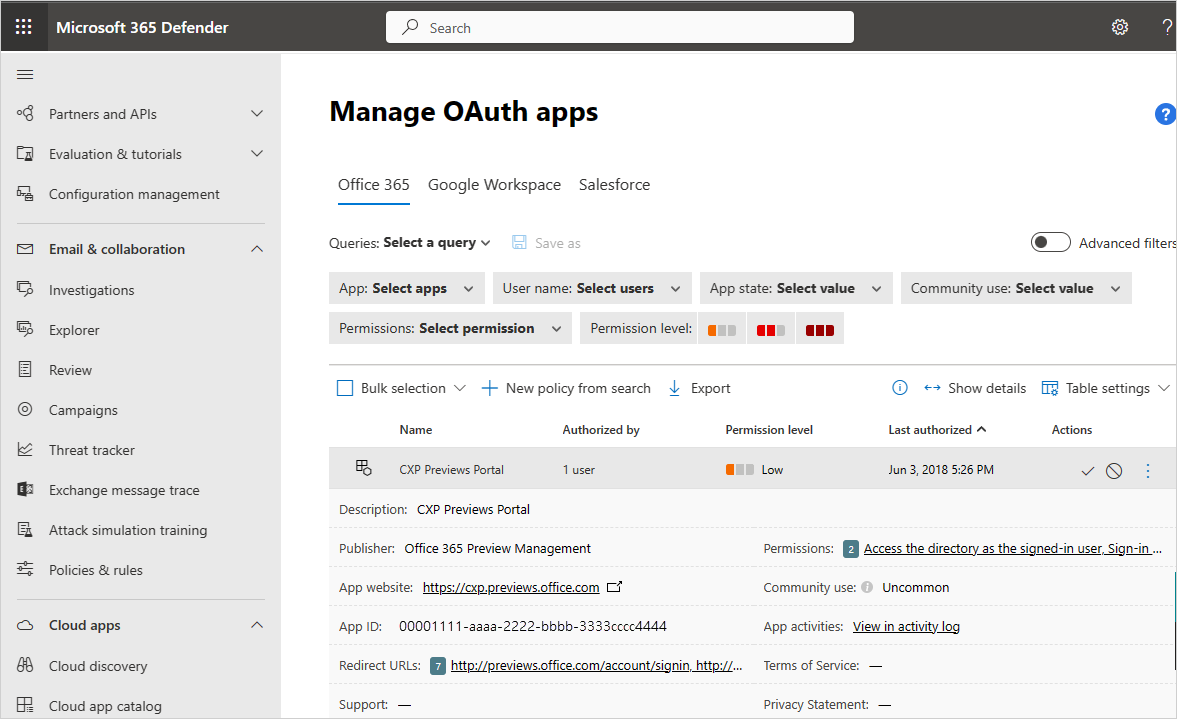 Microsoft 365 Defender
Search
?
Partners and APIs
Evaluation & tutorials
Configuration management
Email & collaboration
Investigations
Explorer
Review
Campaigns
Threat tracker
Exchange message trace
Attack simulation training
Policies & rules
Cloud apps
Cloud discovery
Cloud app catalog
Manage OAuth apps
?
Office 365 Google Workspace Salesforce
Queries: Select a query Save as Advanced filters
App: Select apps User name: Select users App state: Select value Community use: Select value
Permissions: Select permission Permission level:
Bulk selection New policy from search Export Show details Table settings
Name Authorized by Permission level Last authorized Actions
CXP Previews Portal 1 user Low Jun 3, 2018 5:26 PM
Description: CXP Previews Portal
Publisher: Office 365 Preview Management Permissions: 2 Access the directory as the signed-in user, Sign-in ...
App website: https://cxp.previews.office.com Community use: Uncommon
App ID: 00001111-aaaa-2222-bbbb-3333cccc4444 App activities: View in activity log
Redirect URLs: 7 http://previews.office.com/account/signin, http://... Terms of Service: —
Support: — Privacy Statement: —